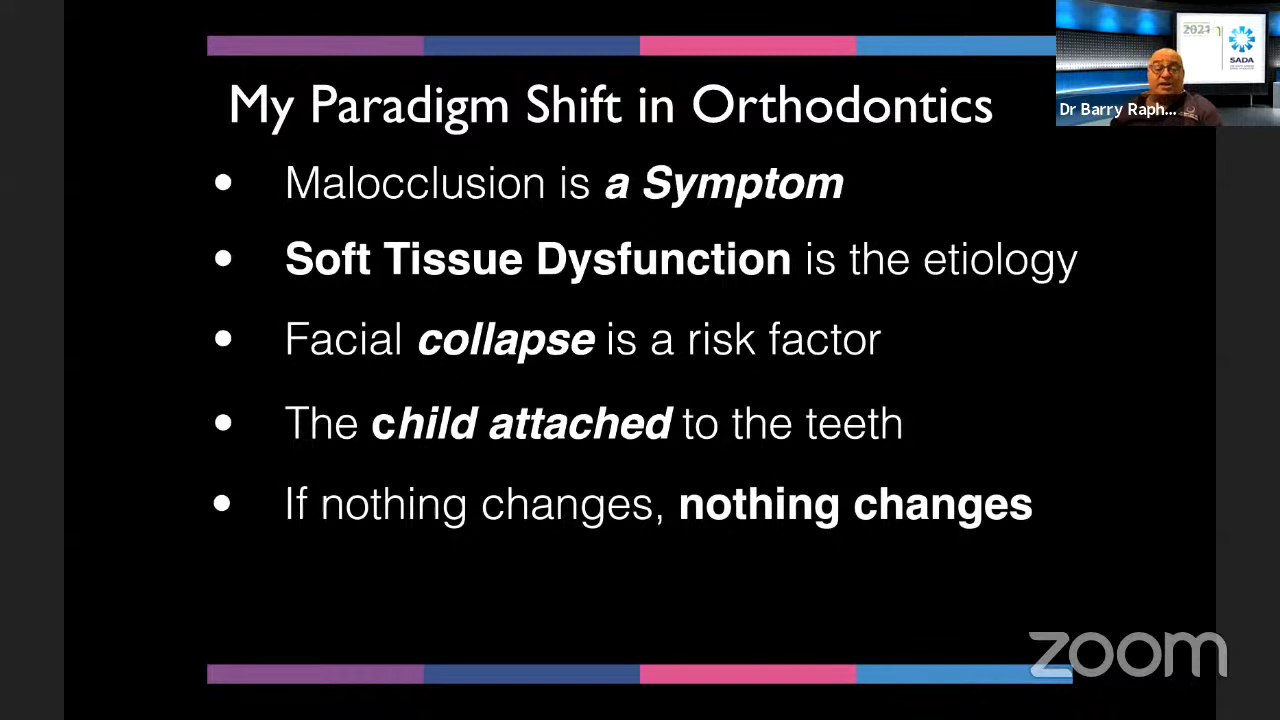 My Paradigm Shift in Orthodontics
• Malocclusion is a Symptom
• Soft Tissue Dysfunction is the etiology
• Facial collapse is a risk factor
• The child attached to the teeth
• If nothing changes, nothing changes
2021
SADA
Dr Barry Raph...
zoom